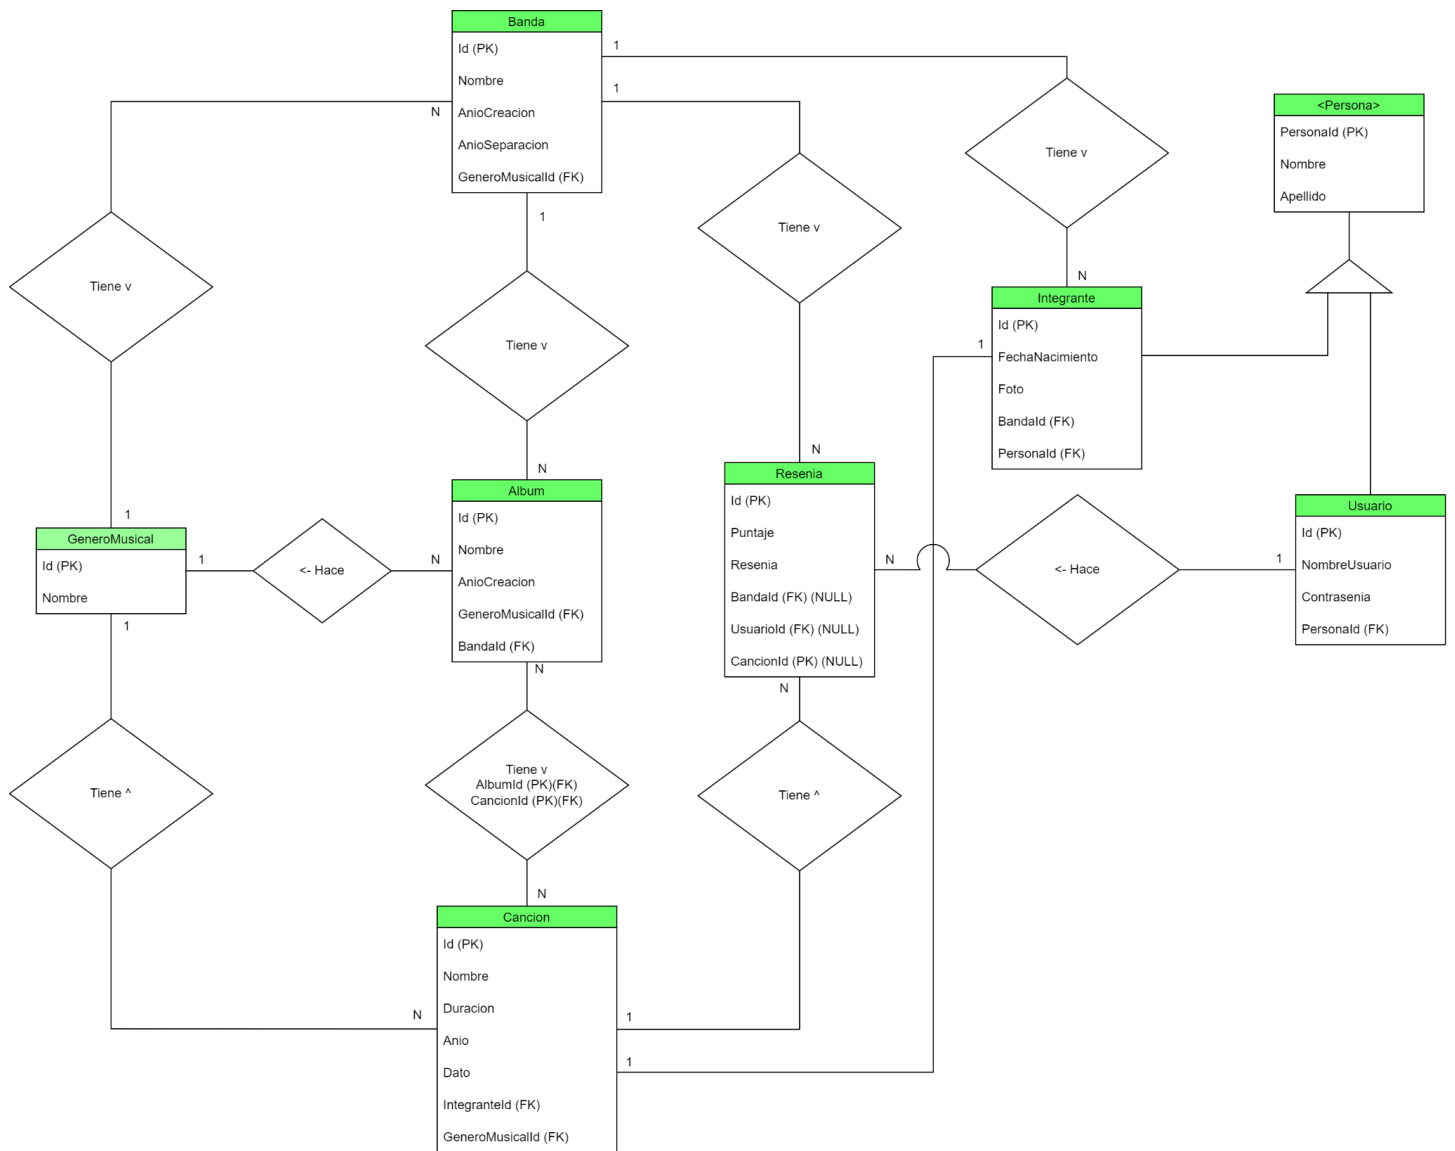 Banda
Id (PK)
Nombre
AnioCreacion
AnioSeparacion
GeneroMusicalId (FK)
1
1
N
1
Tiene v
<Persona>
PersonaId (PK)
Nombre
Apellido
Tiene v
Tiene v
Tiene v
N
Integrante
Id (PK)
FechaNacimiento
Foto
BandaId (FK)
PersonaId (FK)
1
N
N
1
GeneroMusical
Id (PK)
Nombre
1
<- Hace
1
N
Album
Id (PK)
Nombre
AnioCreacion
GeneroMusicalId (FK)
BandaId (FK)
N
Resenia
Id (PK)
Puntaje
Resenia
BandaId (FK) (NULL)
UsuarioId (FK) (NULL)
CancionId (PK) (NULL)
N
N
<- Hace
1
Usuario
Id (PK)
NombreUsuario
Contrasenia
PersonaId (FK)
Tiene ^
Tiene v
AlbumId (PK)(FK)
CancionId (PK)(FK)
Tiene ^
N
N
Cancion
Id (PK)
Nombre
Duracion
Anio
Dato
IntegranteId (FK)
GeneroMusicalId (FK)
1
1